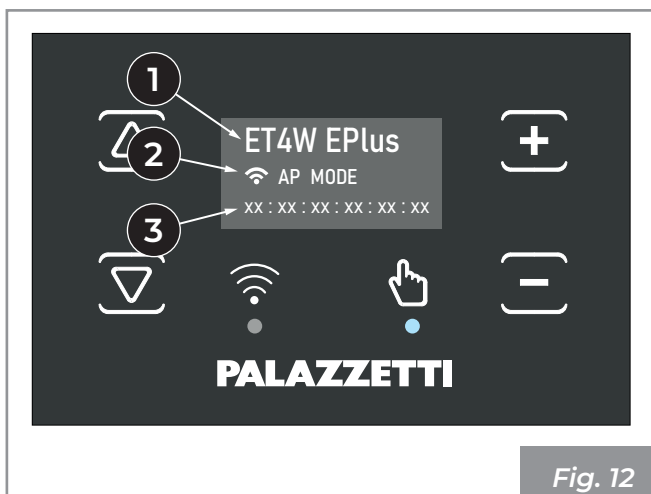 1
ET4W EPlus
2
AP MODE
3
xx : xx : xx : xx : xx : xx
+
−
PALAZZETTI
Fig. 12